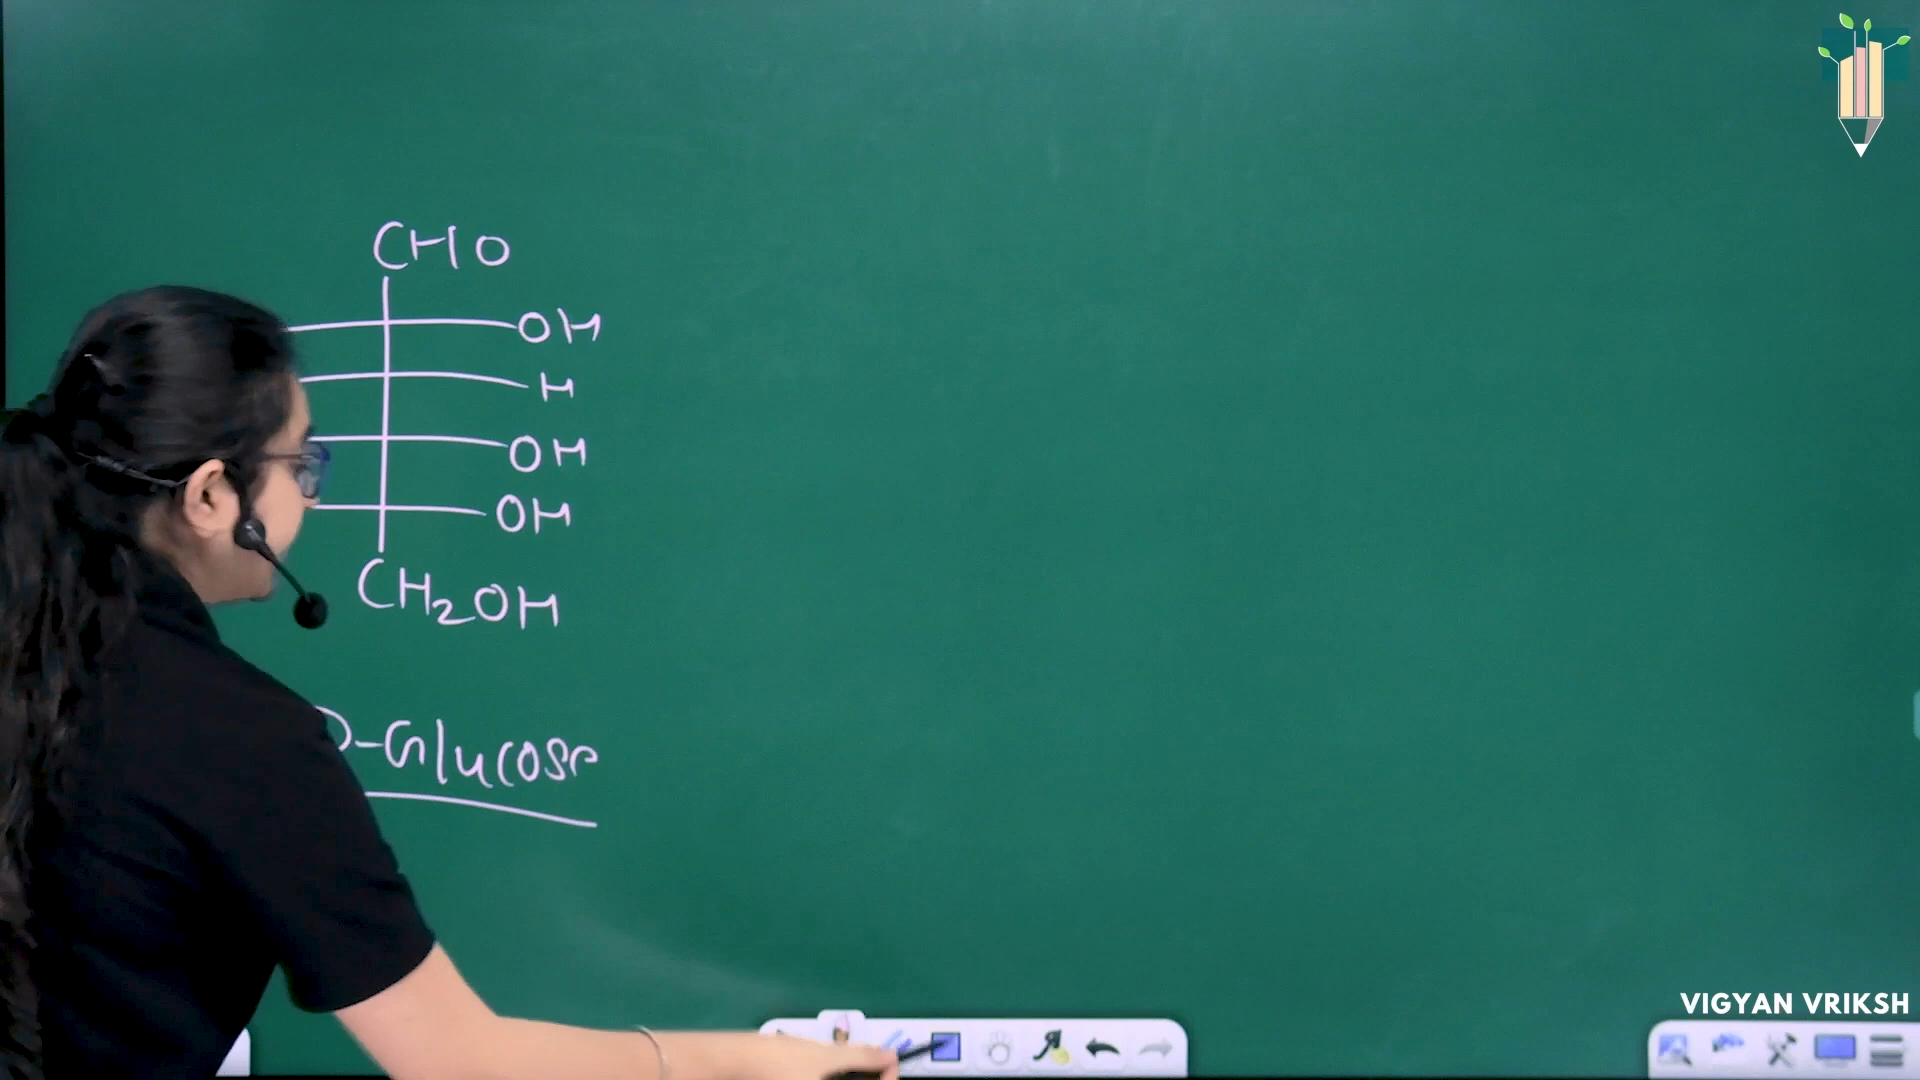 CHO
OH
H
OH
OH
CH2OH
D-Glucose
VIGYAN VRIKSH